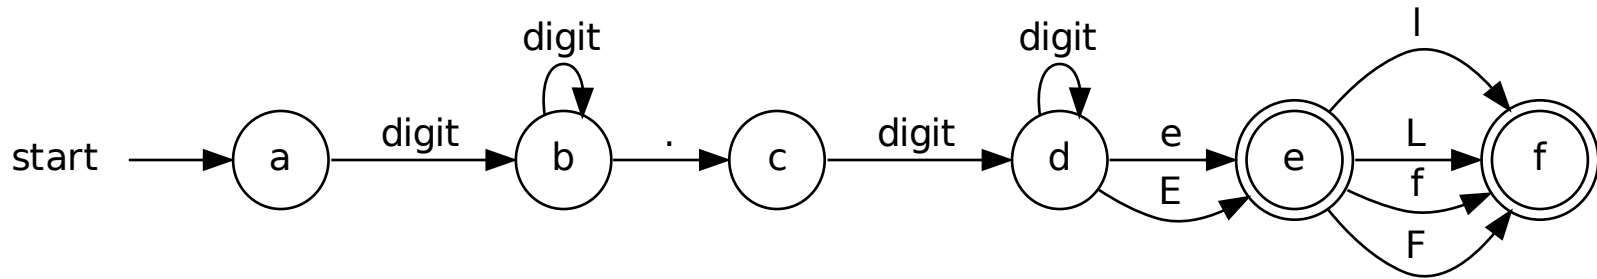 l
digit digit
start a digit b . c digit d e e L f
E f
F